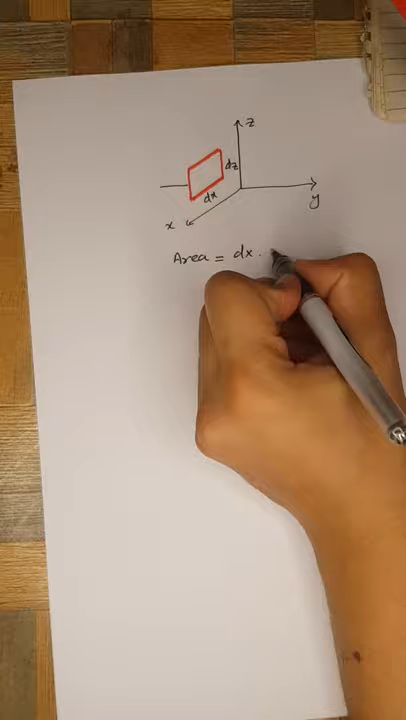 z
dz
dx
y
x
Area = dx .